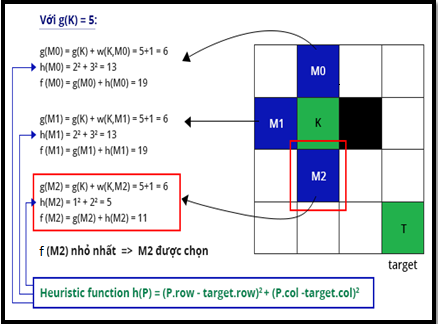 Với g(K) = 5:
g(M0) = g(K) + w(K,M0) = 5+1 = 6
h(M0) = 2² + 3² = 13
f (M0) = g(M0) + h(M0) = 19
g(M1) = g(K) + w(K,M1) = 5+1 = 6
h(M1) = 2² + 3² = 13
f (M1) = g(M1) + h(M1) = 19
g(M2) = g(K) + w(K,M2) = 5+1 = 6
h(M2) = 1² + 2² = 5
f (M2) = g(M2) + h(M2) = 11
f (M2) nhỏ nhất => M2 được chọn
Heuristic function h(P) = (P.row - target.row)² + (P.col -target.col)²
M0
M1
K
M2
T
target